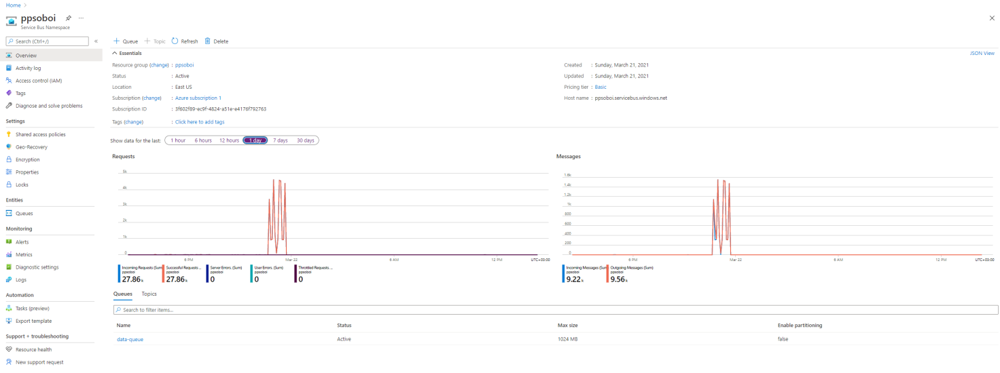 Home >
ppsoboi
Service Bus Namespace
Search (Ctrl+/)
«
Overview
Activity log
Access control (IAM)
Tags
Diagnose and solve problems
Settings
Shared access policies
Geo-Recovery
Encryption
Properties
Locks
Entities
Queues
Monitoring
Alerts
Metrics
Diagnostic settings
Logs
Automation
Tasks (preview)
Export template
Support + troubleshooting
Resource health
New support request
Queue Topic Refresh Delete
Essentials
JSON View
Resource group (change) : ppsoboi
Status : Active
Location : East US
Subscription (change) : Azure subscription 1
Subscription ID : 3f602f89-ec9f-4824-a51e-e4176f792763
Tags (change) : Click here to add tags
Created : Sunday, March 21, 2021
Updated : Sunday, March 21, 2021
Pricing tier : Basic
Host name : ppsoboi.servicebus.windows.net
Show data for the last: 1 hour 6 hours 12 hours 1 day 7 days 30 days
Requests
5k
4k
3k
2k
1k
0
6 PM Mar 22 6 AM 12 PM UTC+03:00
Incoming Requests (Sum) Successful Requests ... Server Errors. (Sum) User Errors. (Sum) Throttled Requests. ...
ppsoboi ppsoboi ppsoboi ppsoboi ppsoboi
27.86 k 27.86 k 0 0 0
Messages
1.6k
1.4k
1.2k
1k
800
600
400
200
0
6 PM Mar 22 6 AM 12 PM UTC+03:00
Incoming Messages (Sum) Outgoing Messages (Sum)
ppsoboi ppsoboi
9.22 k 9.56 k
Queues Topics
Search to filter items...
Name Status Max size Enable partitioning
data-queue Active 1024 MB false